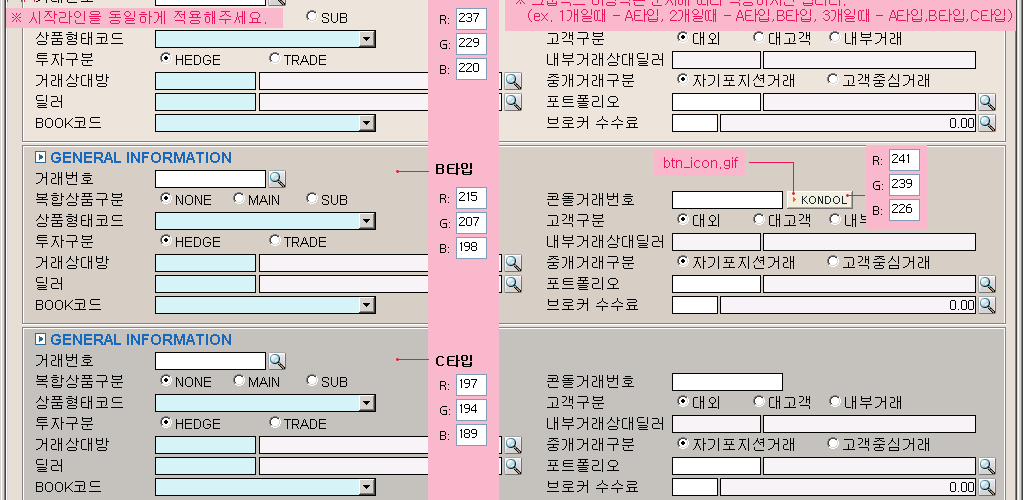 ※ 시작라인을 동일하게 적용해주세요.
SUB
R: 237
(ex. 1개일때 - A타입, 2개일때 - A타입,B타입, 3개일때 - A타입,B타입,C타입)
상품형태코드
G: 229
고객구분 대외 대고객 내부거래
투자구분 HEDGE TRADE
B: 220
내부거래상대딜러
거래상대방
중개거래구분 자기포지션거래 고객중심거래
딜러
포트폴리오
BOOK코드
브로커 수수료 0.00
GENERAL INFORMATION
거래번호
B타입
btn_icon.gif
R: 241
G: 239
B: 226
복합상품구분 NONE MAIN SUB
R: 215
콘돌거래번호 KONDOL
상품형태코드
G: 207
고객구분 대외 대고객 내부
투자구분 HEDGE TRADE
B: 198
내부거래상대딜러
거래상대방
중개거래구분 자기포지션거래 고객중심거래
딜러
포트폴리오
BOOK코드
브로커 수수료 0.00
GENERAL INFORMATION
거래번호
C타입
복합상품구분 NONE MAIN SUB
R: 197
콘돌거래번호
상품형태코드
G: 194
고객구분 대외 대고객 내부거래
투자구분 HEDGE TRADE
B: 189
내부거래상대딜러
거래상대방
중개거래구분 자기포지션거래 고객중심거래
딜러
포트폴리오
BOOK코드
브로커 수수료 0.00